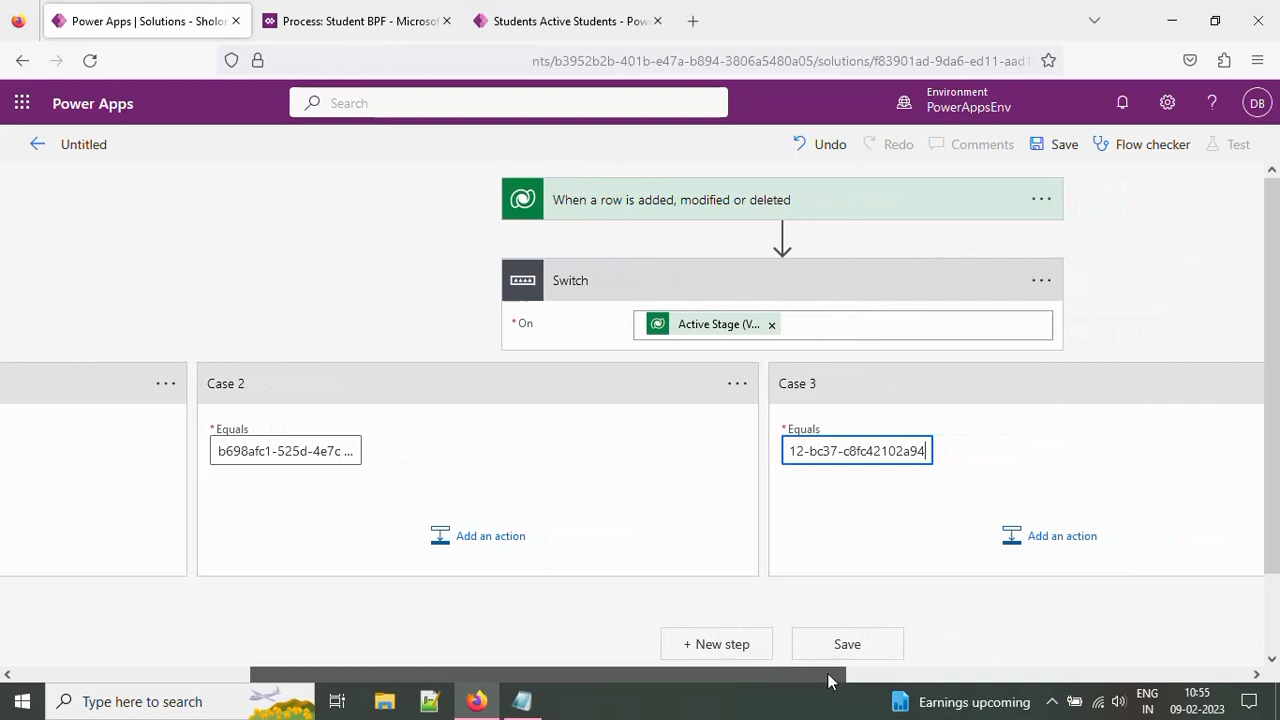 Power Apps | Solutions - Sholor
Process: Student BPF - Microsof
Students Active Students - Pow
nts/b3952b2b-401b-e47a-b894-3806a5480a05/solutions/f83901ad-9da6-ed11-aad1
Power Apps
Search
Environment
PowerAppsEnv
DB
Untitled
Undo
Redo
Comments
Save
Flow checker
Test
When a row is added, modified or deleted
Switch
* On
Active Stage (V... x
Case 2
Case 3
* Equals
* Equals
b698afc1-525d-4e7c ...
12-bc37-c8fc42102a94
Add an action
Add an action
+ New step
Save
Type here to search
Earnings upcoming
ENG
IN
10:55
09-02-2023